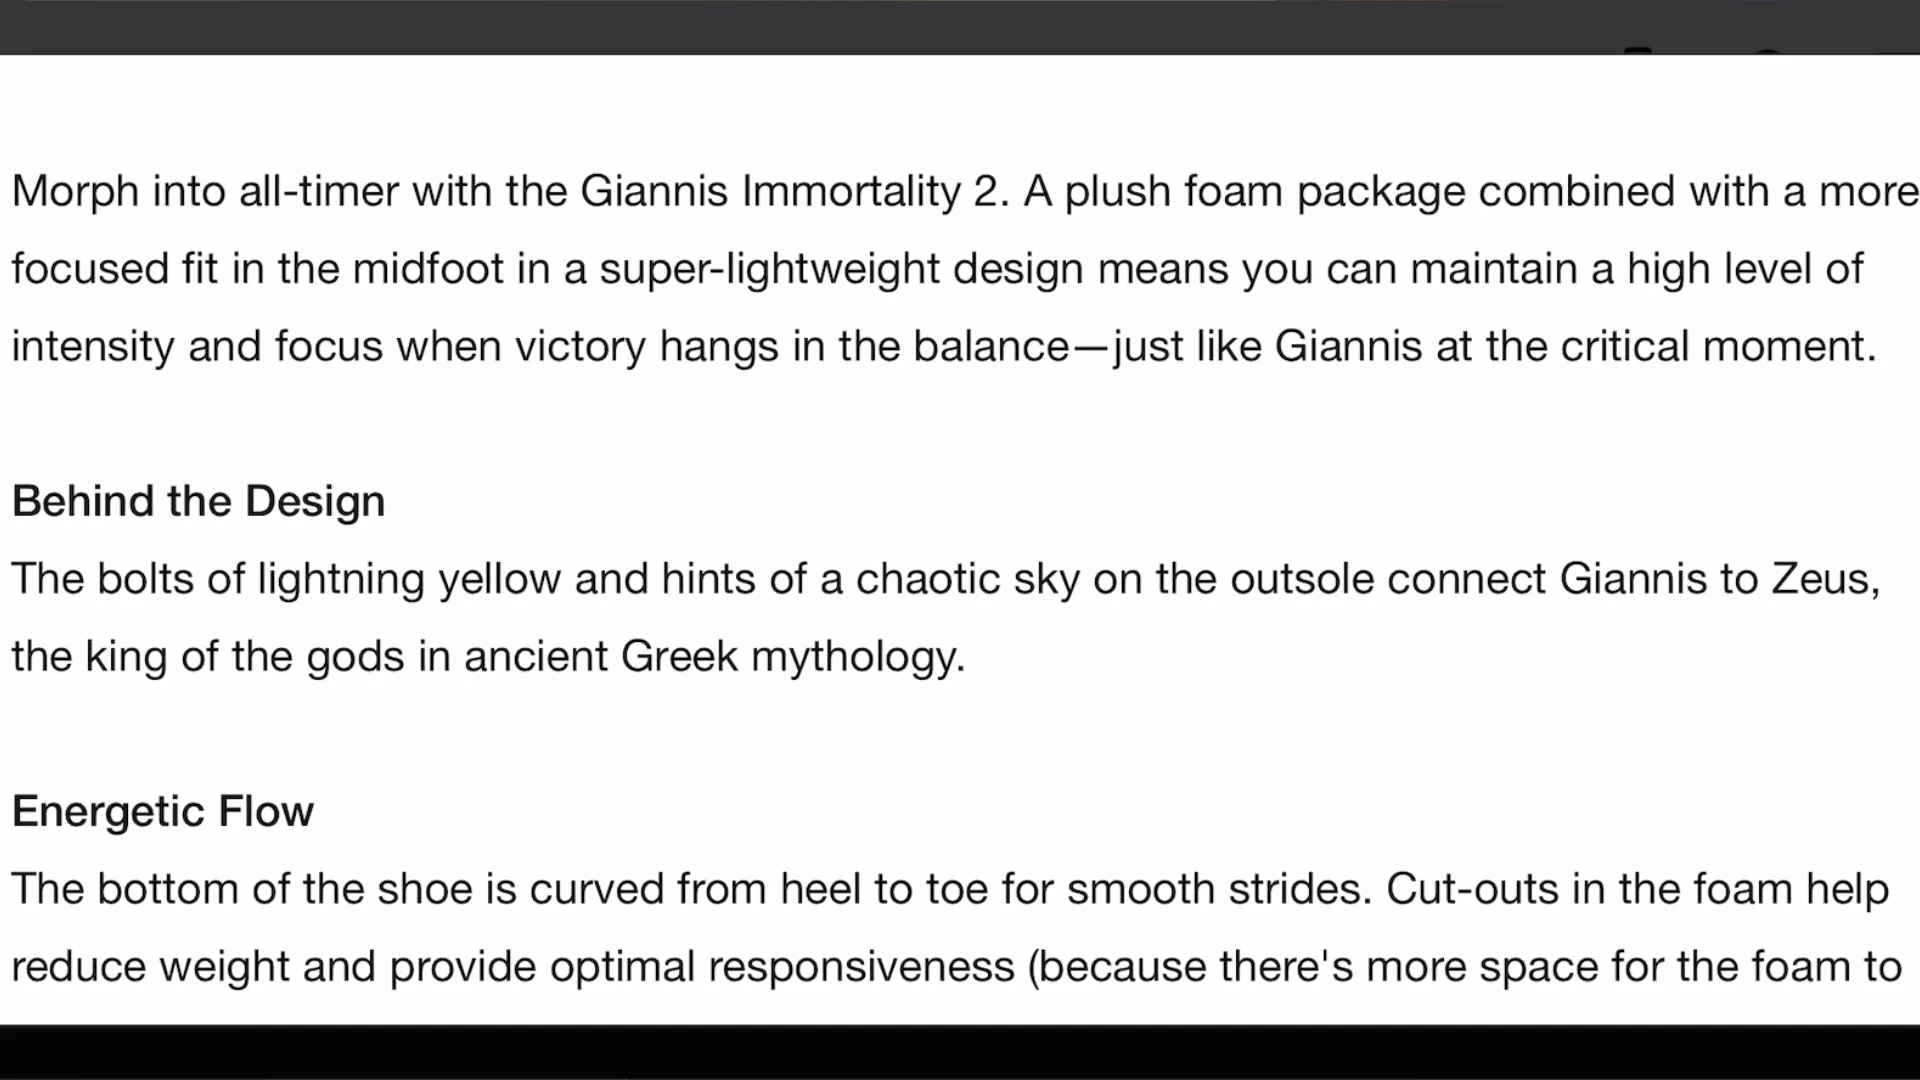 Morph into all-timer with the Giannis Immortality 2. A plush foam package combined with a more
focused fit in the midfoot in a super-lightweight design means you can maintain a high level of
intensity and focus when victory hangs in the balance—just like Giannis at the critical moment.
Behind the Design
The bolts of lightning yellow and hints of a chaotic sky on the outsole connect Giannis to Zeus,
the king of the gods in ancient Greek mythology.
Energetic Flow
The bottom of the shoe is curved from heel to toe for smooth strides. Cut-outs in the foam help
reduce weight and provide optimal responsiveness (because there's more space for the foam to